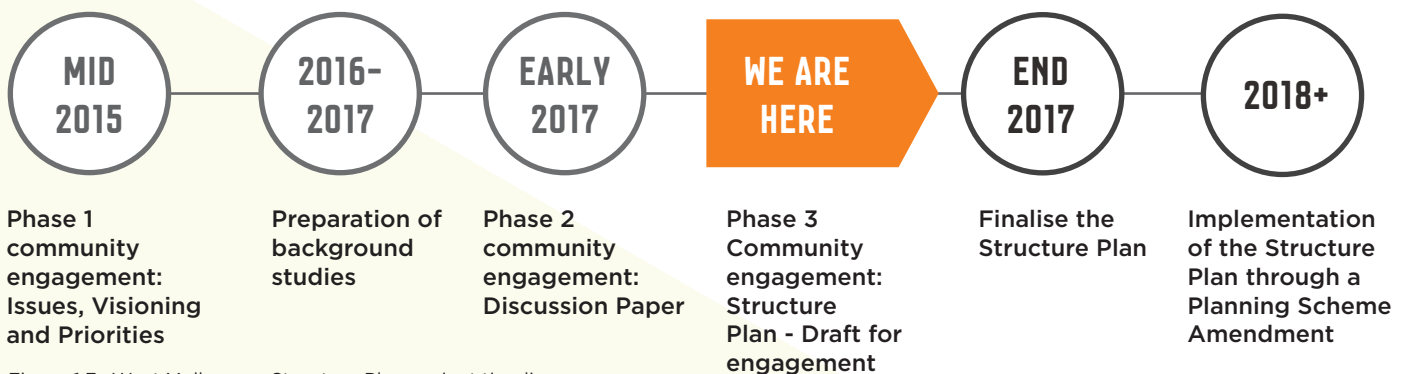 MID
2015
2016-
2017
EARLY
2017
WE ARE
HERE
END
2017
2018+
Phase 1
community
engagement:
Issues, Visioning
and Priorities
Preparation of
background
studies
Phase 2
community
engagement:
Discussion Paper
Phase 3
Community
engagement:
Structure
Plan - Draft for
engagement
Finalise the
Structure Plan
Implementation
of the Structure
Plan through a
Planning Scheme
Amendment